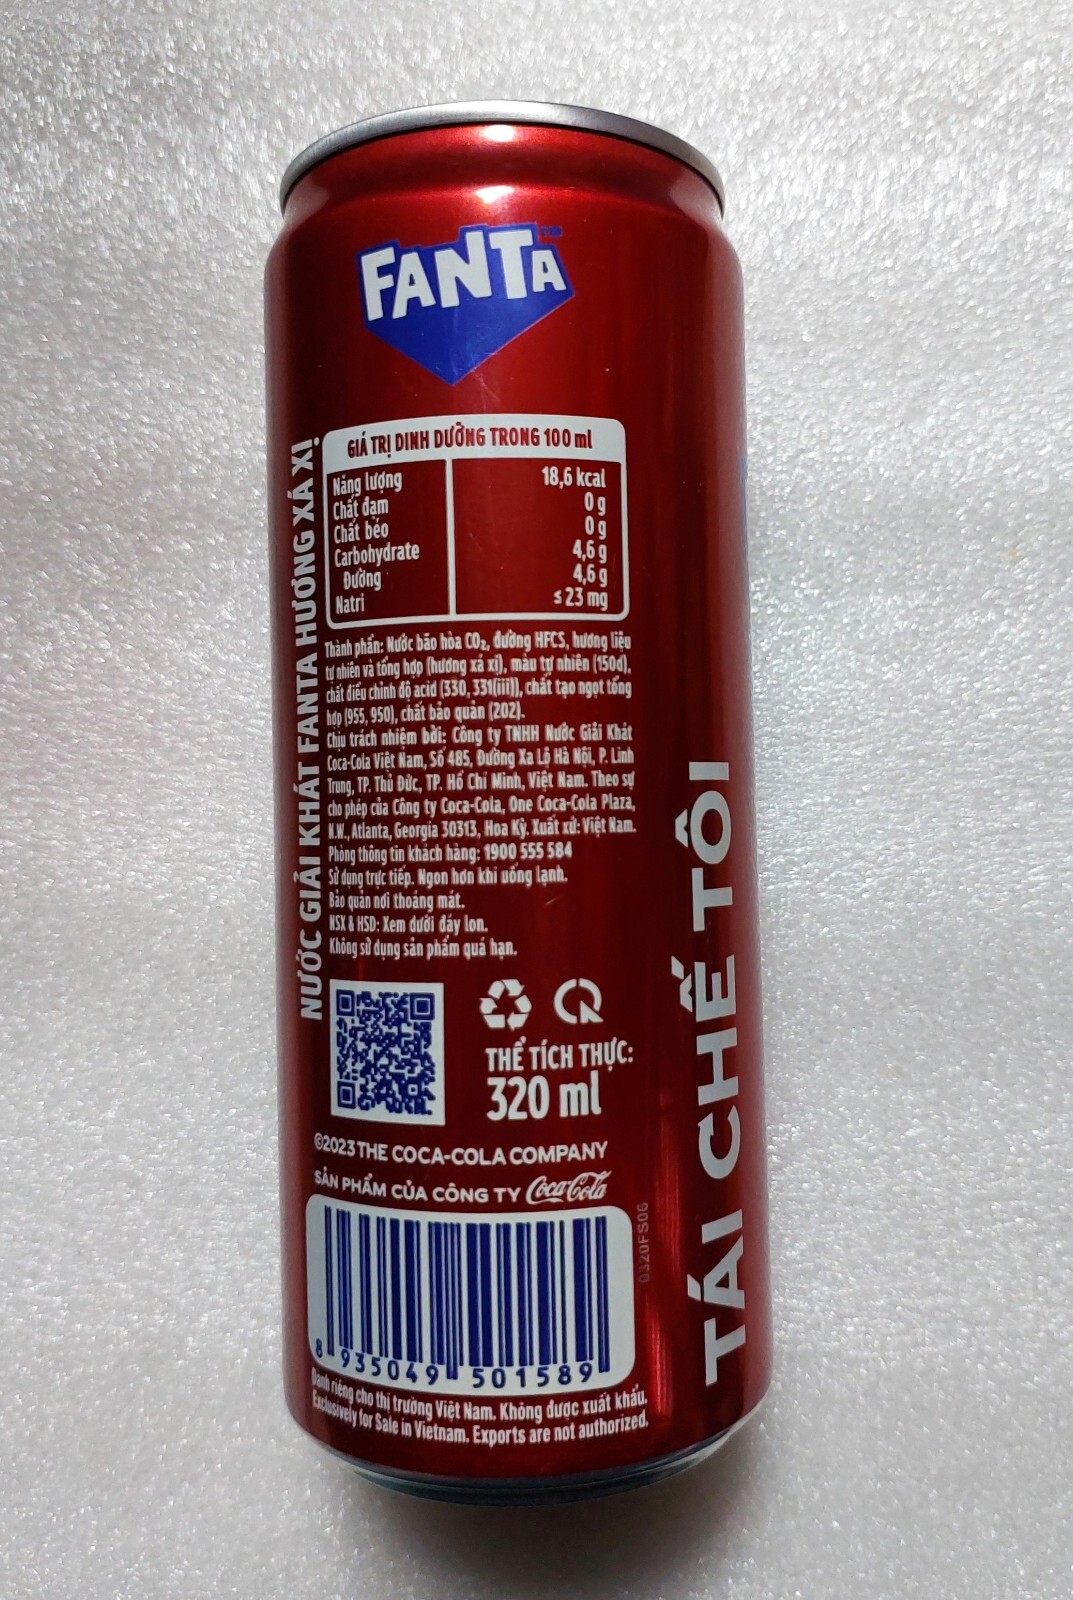 FANTA™
NƯỚC GIẢI KHÁT FANTA HƯƠNG XÁ XỊ
GIÁ TRỊ DINH DƯỠNG TRONG 100 ml
Năng lượng 18,6 kcal
Chất đạm 0 g
Chất béo 0 g
Carbohydrate 4,6 g
Đường 4,6 g
Natri ≤ 23 mg
Thành phần: Nước bão hòa CO₂, đường HFCS, hương liệu
tự nhiên và tổng hợp (hương xá xị), màu tự nhiên (150d),
chất điều chỉnh độ acid (330, 331(iii)), chất tạo ngọt tổng
hợp (955, 950), chất bảo quản (202).
Chịu trách nhiệm bởi: Công ty TNHH Nước Giải Khát
Coca-Cola Việt Nam, Số 485, Đường Xa Lộ Hà Nội, P. Linh
Trung, TP. Thủ Đức, TP. Hồ Chí Minh, Việt Nam. Theo sự
cho phép của Công ty Coca-Cola, One Coca-Cola Plaza,
N.W., Atlanta, Georgia 30313, Hoa Kỳ. Xuất xứ: Việt Nam.
Phòng thông tin khách hàng: 1900 555 584
Sử dụng trực tiếp. Ngon hơn khi uống lạnh.
Bảo quản nơi thoáng mát.
NSX & HSD: Xem dưới đáy lon.
Không sử dụng sản phẩm quá hạn.
THỂ TÍCH THỰC:
320 ml
©2023 THE COCA-COLA COMPANY
SẢN PHẨM CỦA CÔNG TY Coca-Cola
8 935049 501589
0320FS06
Dành riêng cho thị trường Việt Nam. Không được xuất khẩu.
Exclusively for Sale in Vietnam. Exports are not authorized.
TÁI CHẾ TÔI